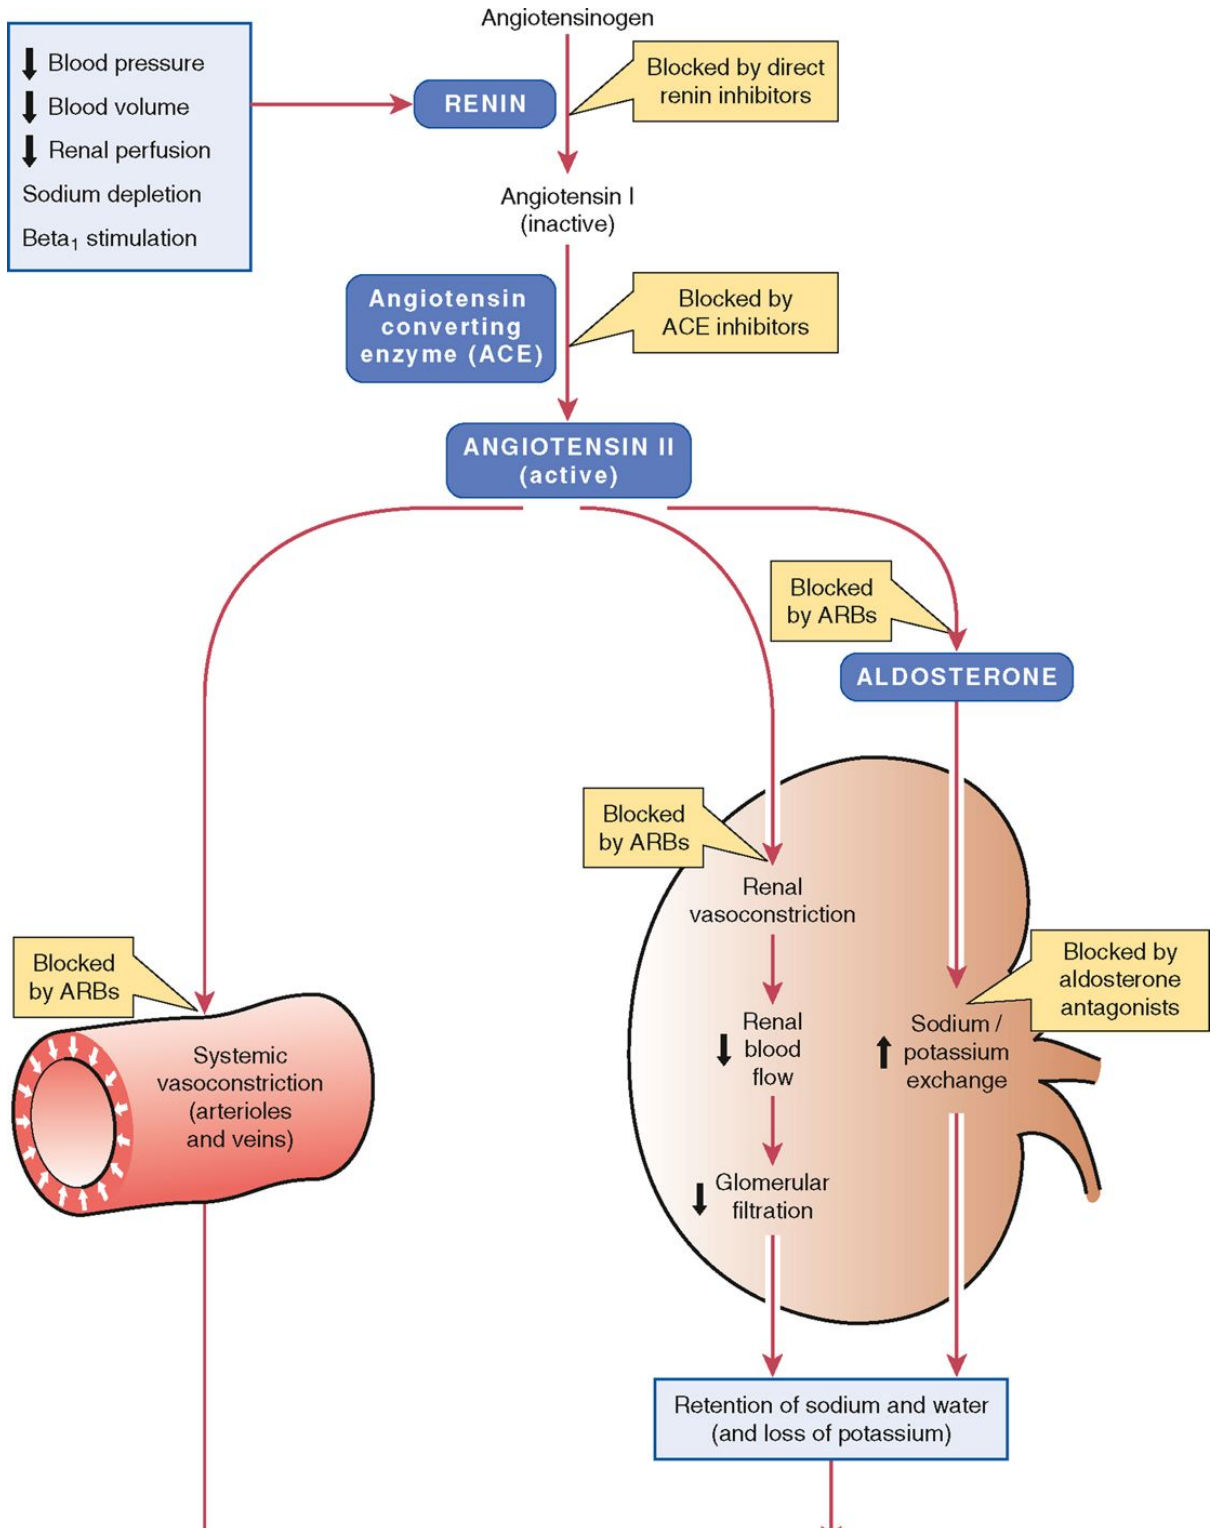 Angiotensinogen
Blood pressure
Blood volume
Renal perfusion
Sodium depletion
Beta₁ stimulation
RENIN
Blocked by direct
renin inhibitors
Angiotensin I
(inactive)
Angiotensin
converting
enzyme (ACE)
Blocked by
ACE inhibitors
ANGIOTENSIN II
(active)
Blocked
by ARBs
ALDOSTERONE
Blocked
by ARBs
Renal
vasoconstriction
Blocked
by ARBs
Systemic
vasoconstriction
(arterioles
and veins)
Renal
blood
flow
Blocked by
aldosterone
antagonists
Sodium /
potassium
exchange
Glomerular
filtration
Retention of sodium and water
(and loss of potassium)